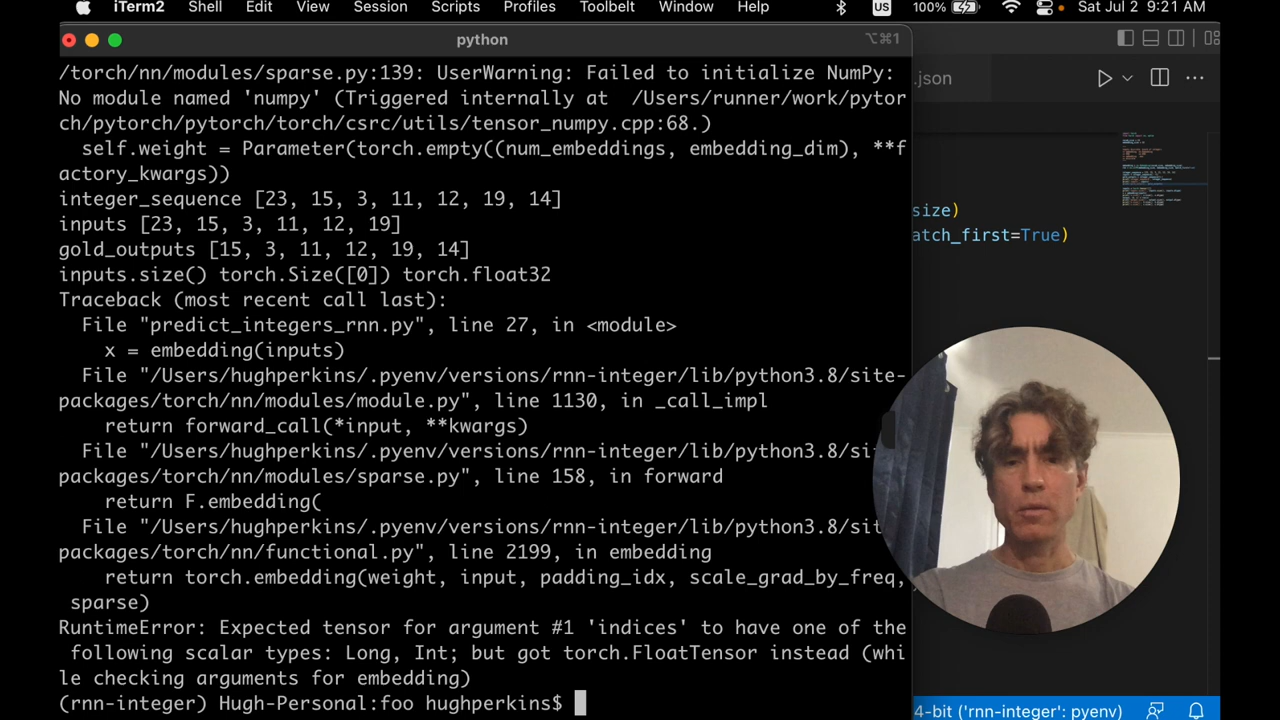 iTerm2 Shell Edit View Session Scripts Profiles Toolbelt Window Help US 100% Sat Jul 2 9:21 AM
python ⌥⌘1
/torch/nn/modules/sparse.py:139: UserWarning: Failed to initialize NumPy:
No module named 'numpy' (Triggered internally at  /Users/runner/work/pytor
ch/pytorch/pytorch/torch/csrc/utils/tensor_numpy.cpp:68.)
self.weight = Parameter(torch.empty((num_embeddings, embedding_dim), **f
actory_kwargs))
integer_sequence [23, 15, 3, 11, 12, 19, 14]
inputs [23, 15, 3, 11, 12, 19]
gold_outputs [15, 3, 11, 12, 19, 14]
inputs.size() torch.Size([0]) torch.float32
Traceback (most recent call last):
File "predict_integers_rnn.py", line 27, in <module>
x = embedding(inputs)
File "/Users/hughperkins/.pyenv/versions/rnn-integer/lib/python3.8/site-
packages/torch/nn/modules/module.py", line 1130, in _call_impl
return forward_call(*input, **kwargs)
File "/Users/hughperkins/.pyenv/versions/rnn-integer/lib/python3.8/sit
packages/torch/nn/modules/sparse.py", line 158, in forward
return F.embedding(
File "/Users/hughperkins/.pyenv/versions/rnn-integer/lib/python3.8/sit
packages/torch/nn/functional.py", line 2199, in embedding
return torch.embedding(weight, input, padding_idx, scale_grad_by_freq,
sparse)
RuntimeError: Expected tensor for argument #1 'indices' to have one of the
following scalar types: Long, Int; but got torch.FloatTensor instead (whi
le checking arguments for embedding)
(rnn-integer) Hugh-Personal:foo hughperkins$
.json
size)
atch_first=True)
4-bit ('rnn-integer': pyenv)